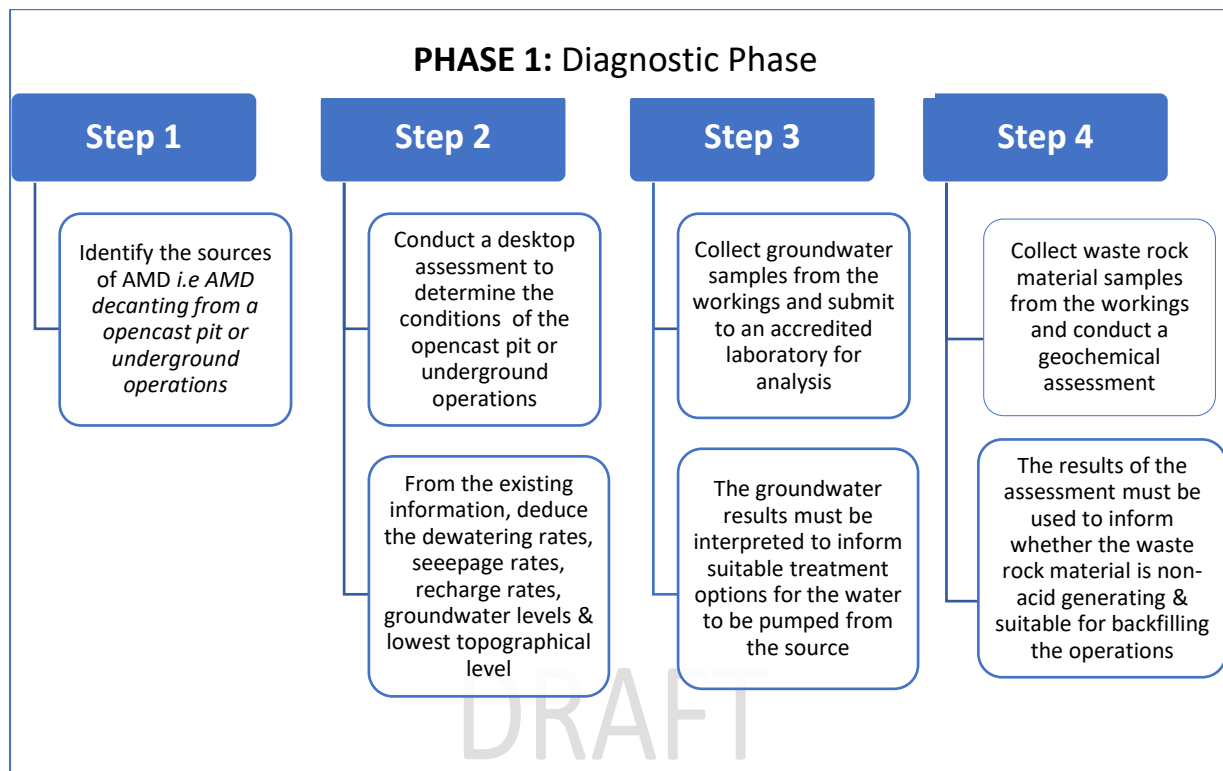 PHASE 1: Diagnostic Phase
Step 1
Identify the sources
of AMD i.e AMD
decanting from a
opencast pit or
underground
operations
Step 2
Conduct a desktop
assessment to
determine the
conditions of the
opencast pit or
underground
operations
From the existing
information, deduce
the dewatering rates,
seeepage rates,
recharge rates,
groundwater levels &
lowest topographical
level
Step 3
Collect groundwater
samples from the
workings and submit
to an accredited
laboratory for
analysis
The groundwater
results must be
interpreted to inform
suitable treatment
options for the water
to be pumped from
the source
Step 4
Collect waste rock
material samples
from the workings
and conduct a
geochemical
assessment
The results of the
assessment must be
used to inform
whether the waste
rock material is non-
acid generating &
suitable for backfilling
the operations
DRAFT